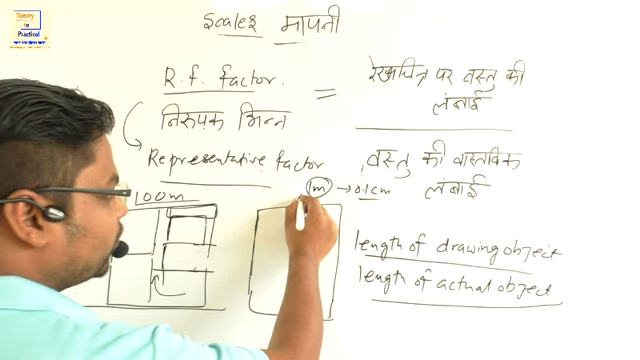 Theory
to
Practical
Scales मापनी
R.f. factor.
निरुपक भिन्न
Representative factor
=
रेखाचित्र पर वस्तु की
लंबाई
वस्तु की वास्तविक
लंबाई
100m
1m → 0.1cm
length of drawing object
length of actual object